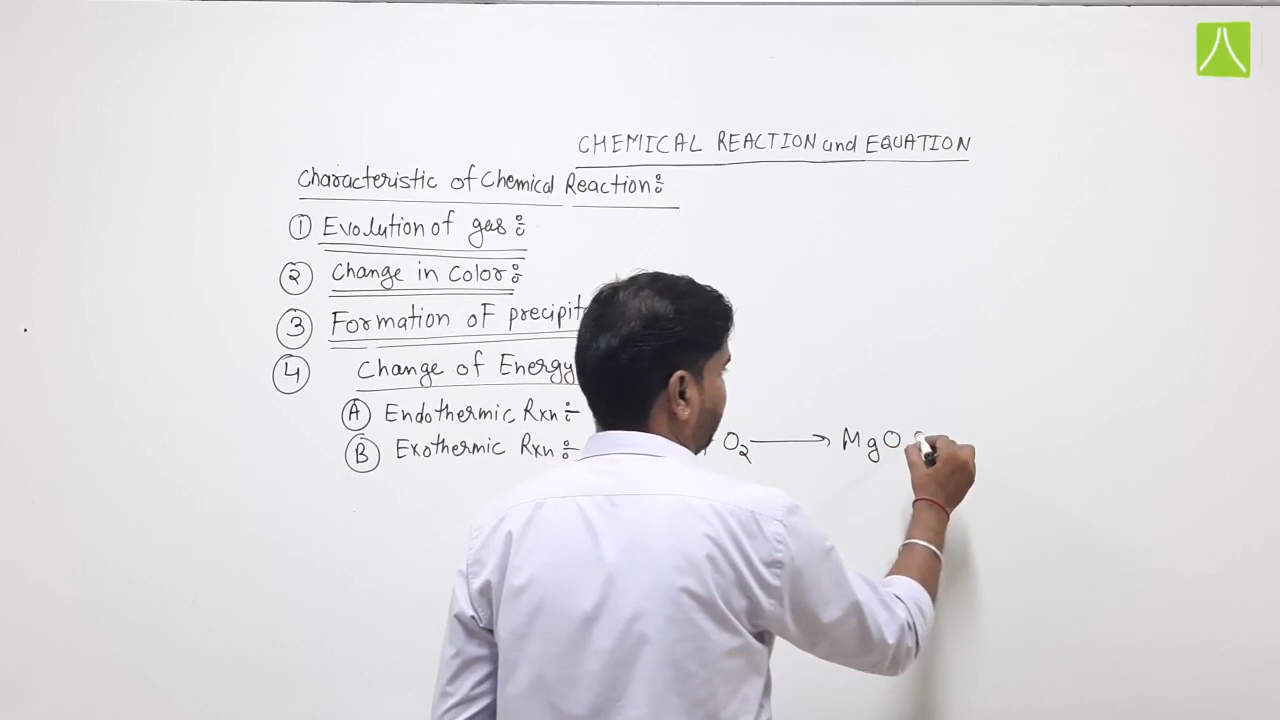 CHEMICAL REACTION and EQUATION
Characteristic of Chemical Reaction:
① Evolution of gas:
② Change in Color:
③ Formation of
④ Change of Energy
Ⓐ Endothermic Rxn:
Ⓑ Exothermic Rxn: O₂ → MgO